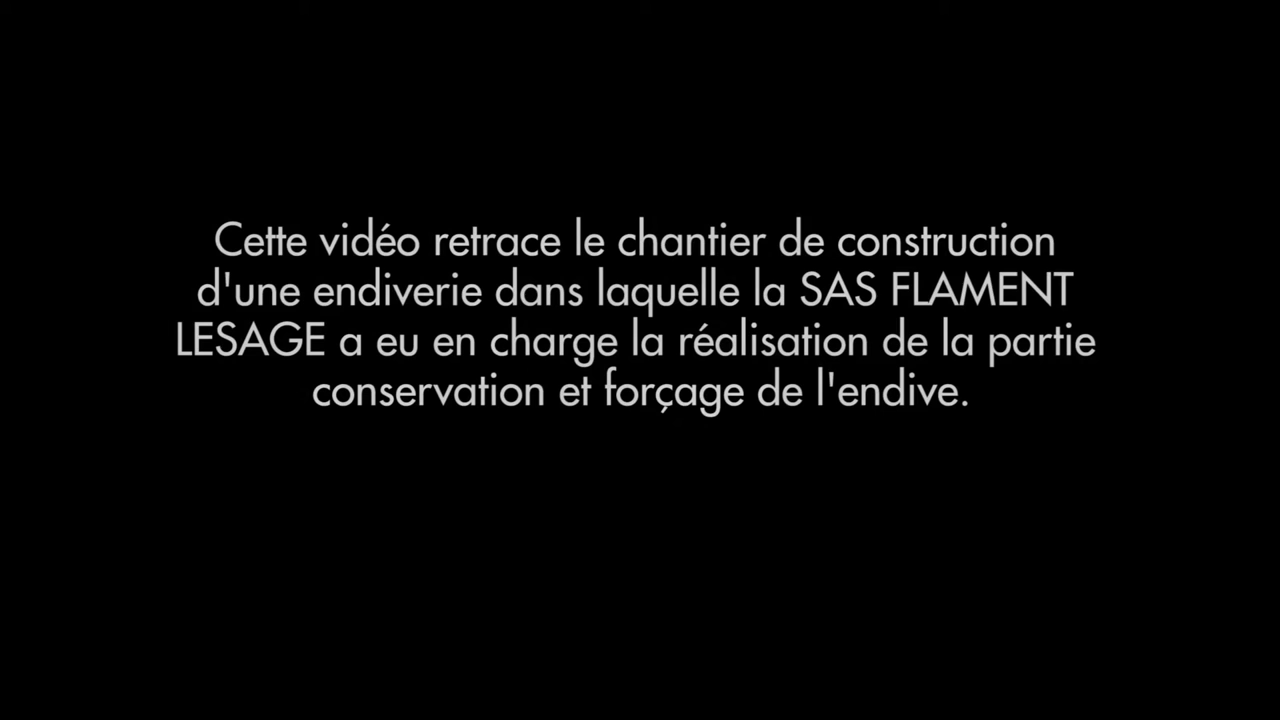 Cette vidéo retrace le chantier de construction
d'une endiverie dans laquelle la SAS FLAMENT
LESAGE a eu en charge la réalisation de la partie
conservation et forçage de l'endive.